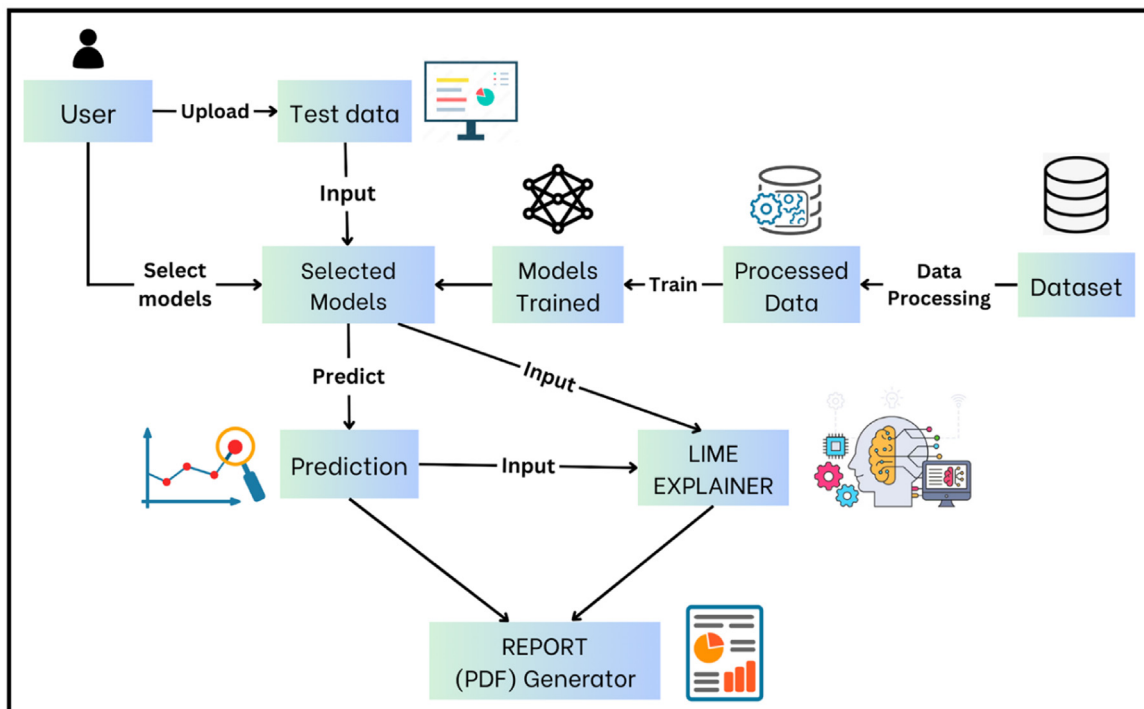 User
Upload
Test data
Input
Select
models
Selected
Models
Models
Trained
Train
Processed
Data
Data
Processing
Dataset
Predict
Input
Prediction
Input
LIME
EXPLAINER
REPORT
(PDF) Generator